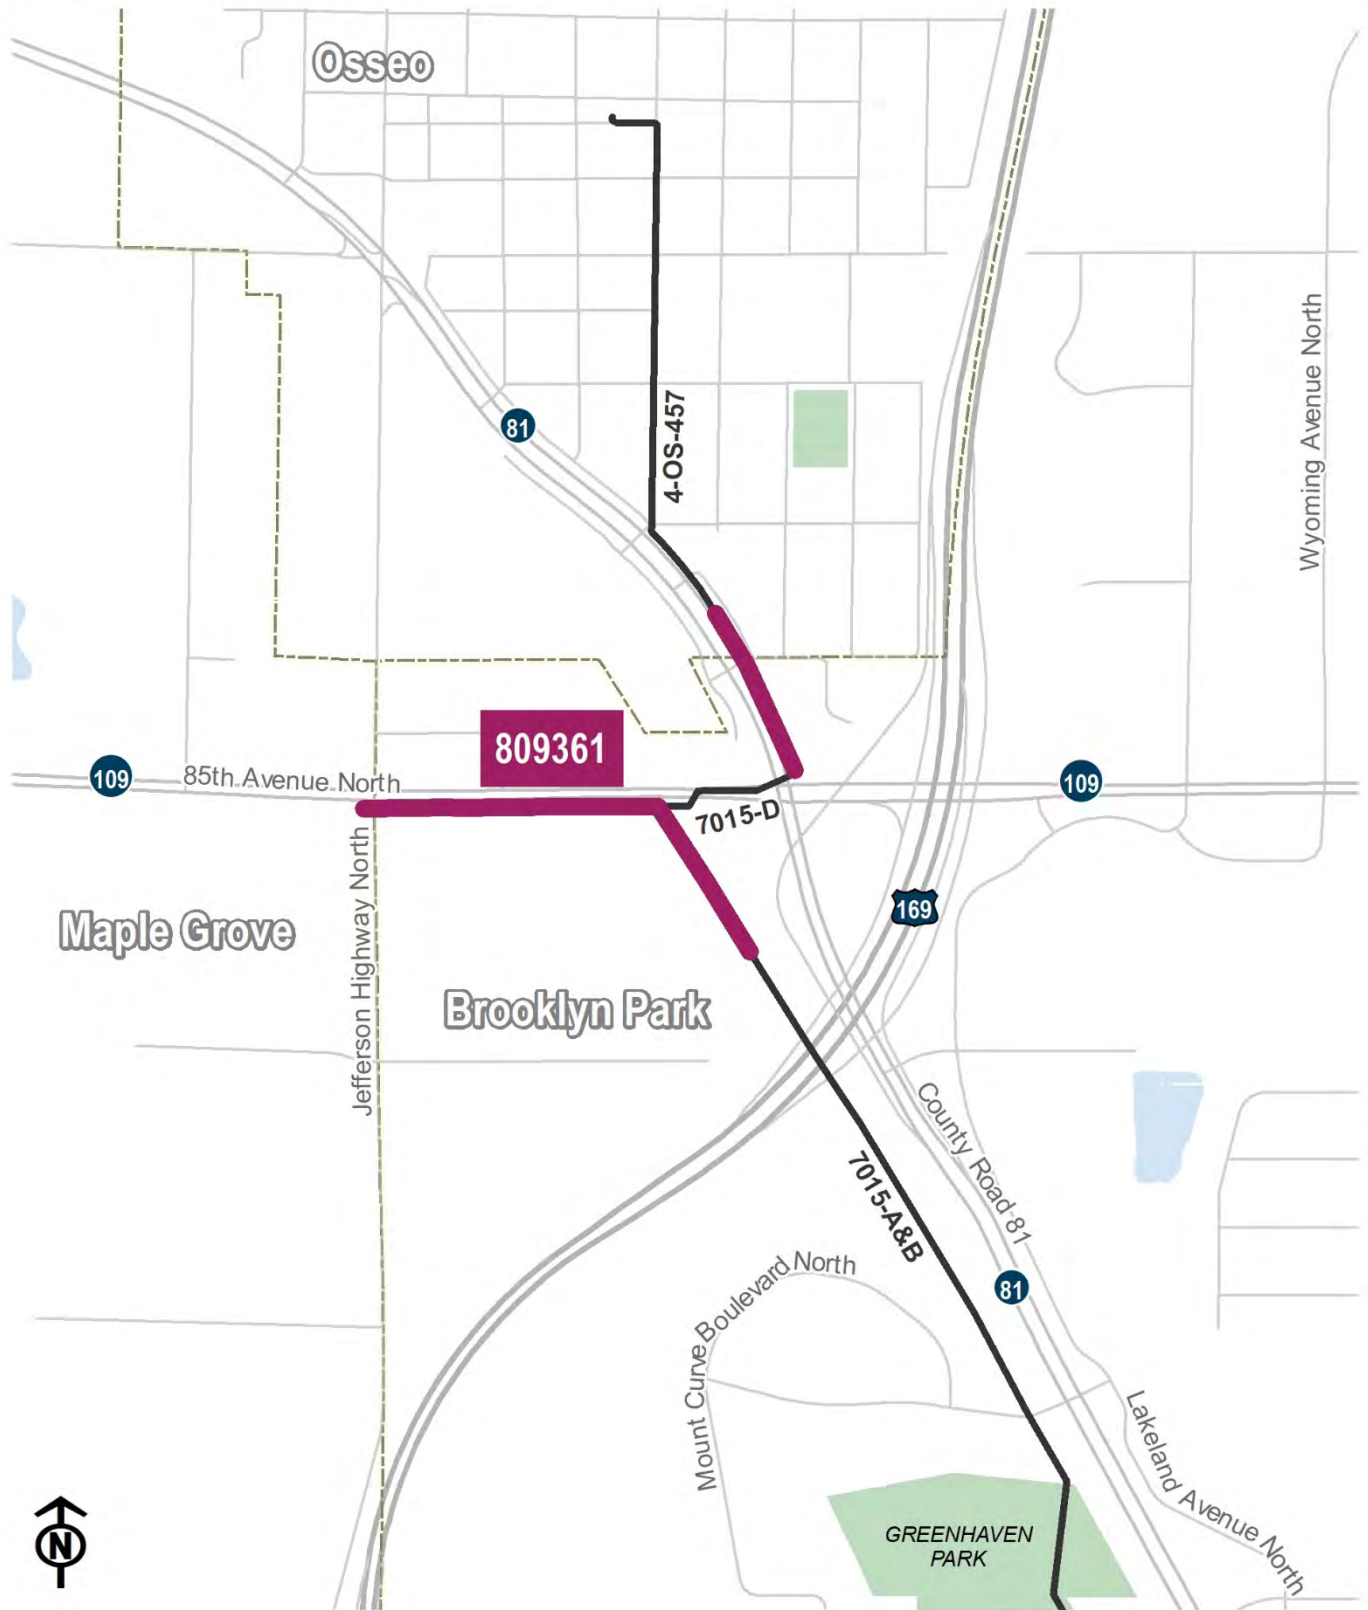 Osseo
81
4-OS-457
Wyoming Avenue North
809361
109
85th Avenue North
109
7015-D
169
Maple Grove
Jefferson Highway North
Brooklyn Park
County Road 81
7015-A&B
81
Mount Curve Boulevard North
Lakeland Avenue North
GREENHAVEN
PARK
N